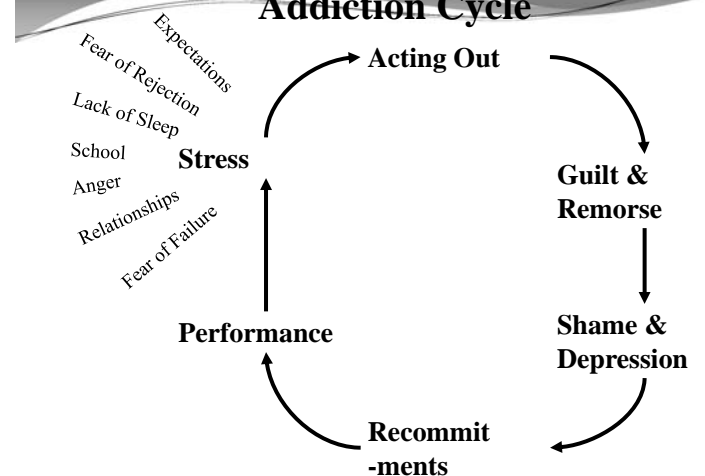 Addiction Cycle
Expectations
Fear of Rejection
Lack of Sleep
School
Anger
Relationships
Fear of Failure
Stress
Acting Out
Guilt &
Remorse
Shame &
Depression
Recommit
-ments
Performance